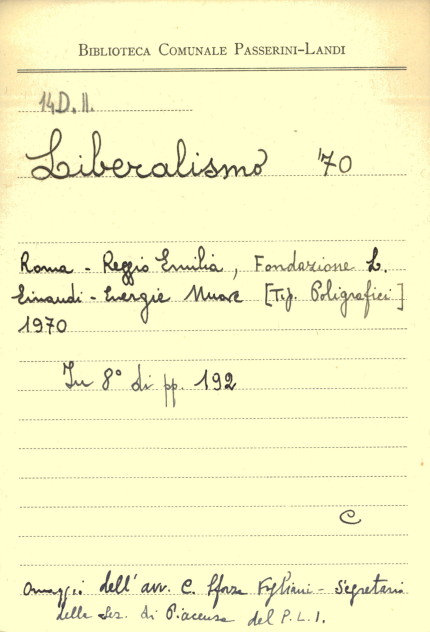 BIBLIOTECA COMUNALE PASSERINI-LANDI
14D.II.
Liberalismo '70
Roma - Reggio Emilia, Fondazione L.
Einaudi - Energie Nuove [Tip. Poligrafici]
1970
In 8° di pp. 192
C
Omaggio dell'avv. C. Sforza Fogliani - Segretario
della Sez. di Piacenza del P.L.I.